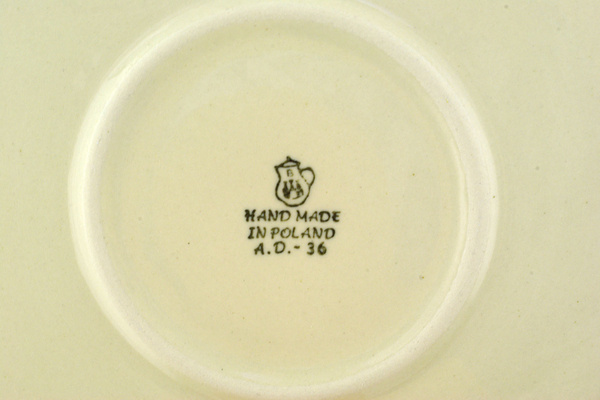 B
HAND MADE
IN POLAND
A.D.- 36